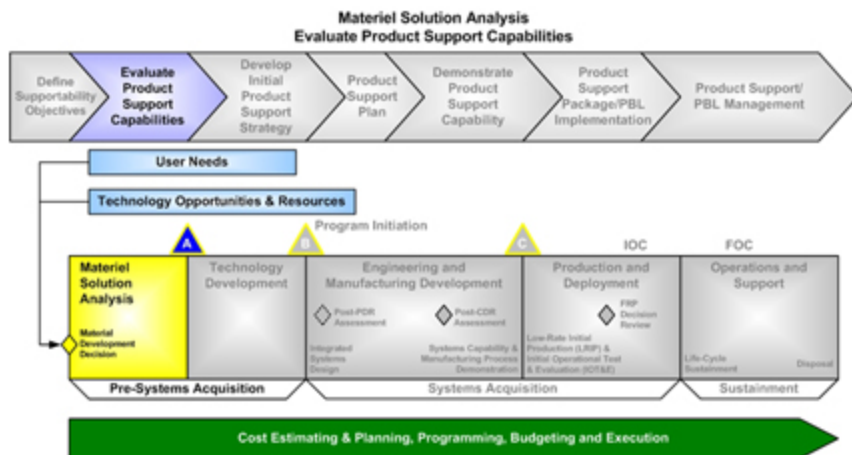 Materiel Solution Analysis
Evaluate Product Support Capabilities
Define
Supportability
Objectives
Evaluate
Product
Support
Capabilities
Develop
Initial
Product
Support
Strategy
Product
Support
Plan
Demonstrate
Product
Support
Capability
Product
Support
Package/PBL
Implementation
Product Support/
PBL Management
User Needs
Technology Opportunities & Resources
Program Initiation
A
B
C
IOC
FOC
Materiel
Solution
Analysis
Material
Development
Decision
Technology
Development
Engineering and
Manufacturing Development
Post-PDR
Assessment
Post-CDR
Assessment
Integrated
Systems
Design
Systems Capability &
Manufacturing Process
Demonstration
Production and
Deployment
FRP
Decision
Review
Low-Rate Initial
Production (LRIP) &
Initial Operational Test
& Evaluation (IOT&E)
Operations and
Support
Life-Cycle
Sustainment
Disposal
Pre-Systems Acquisition
Systems Acquisition
Sustainment
Cost Estimating & Planning, Programming, Budgeting and Execution